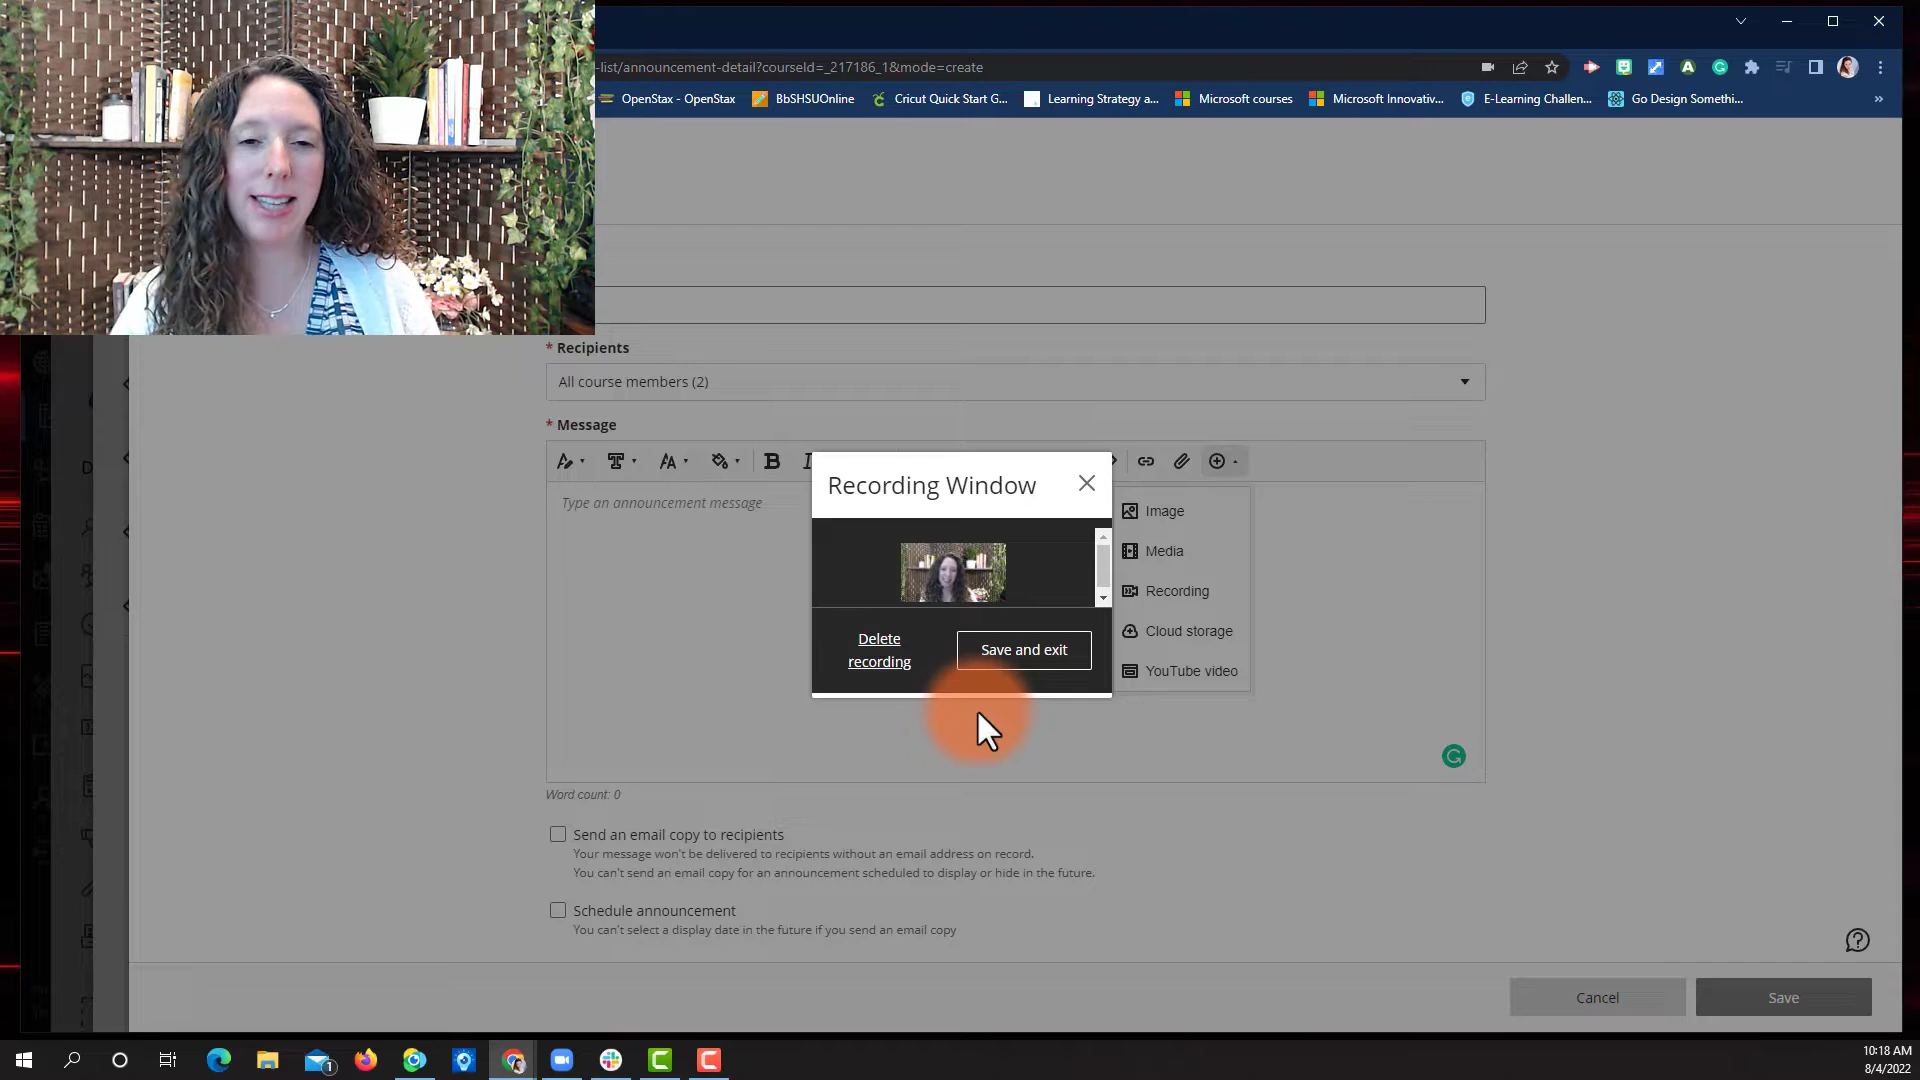 -list/announcement-detail?courseId=_217186_1&mode=create
OpenStax - OpenStax
BbSHSUOnline
Cricut Quick Start G...
Learning Strategy a...
Microsoft courses
Microsoft Innovativ...
E-Learning Challen...
Go Design Somethi...
»
* Recipients
All course members (2)
* Message
Type an announcement message
Recording Window
Delete
recording
Save and exit
Image
Media
Recording
Cloud storage
YouTube video
Word count: 0
Send an email copy to recipients
Your message won't be delivered to recipients without an email address on record.
You can't send an email copy for an announcement scheduled to display or hide in the future.
Schedule announcement
You can't select a display date in the future if you send an email copy
Cancel
Save
1
10:18 AM
8/4/2022